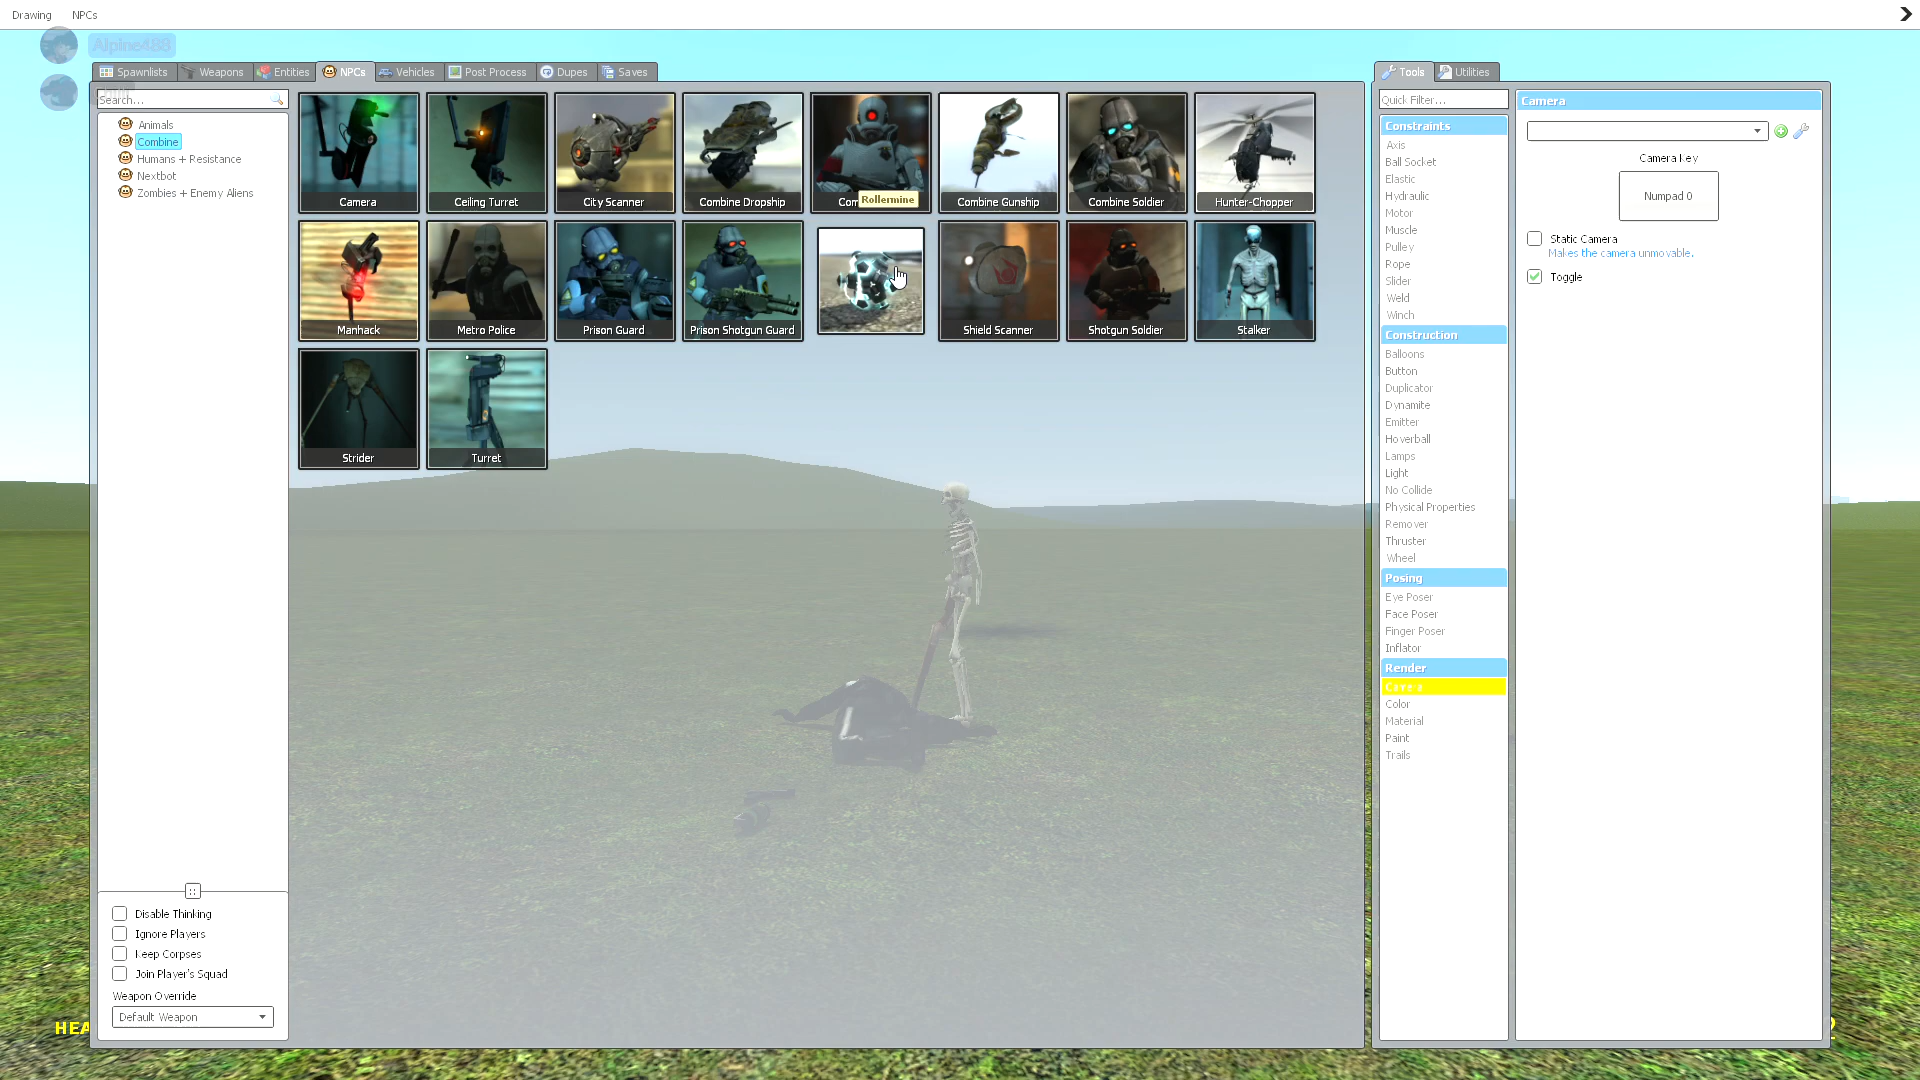 Drawing NPCs
Alpine488
Spawnlists Weapons Entities NPCs Vehicles Post Process Dupes Saves
Search...
Animals
Combine
Humans + Resistance
Nextbot
Zombies + Enemy Aliens
Camera
Ceiling Turret
City Scanner
Combine Dropship
Com
Rollermine
Combine Gunship
Combine Soldier
Hunter-Chopper
Manhack
Metro Police
Prison Guard
Prison Shotgun Guard
Shield Scanner
Shotgun Soldier
Stalker
Strider
Turret
Disable Thinking
Ignore Players
Keep Corpses
Join Player's Squad
Weapon Override
Default Weapon
HEA
Tools Utilities
Quick Filter...
Constraints
Axis
Ball Socket
Elastic
Hydraulic
Motor
Muscle
Pulley
Rope
Slider
Weld
Winch
Construction
Balloons
Button
Duplicator
Dynamite
Emitter
Hoverball
Lamps
Light
No Collide
Physical Properties
Remover
Thruster
Wheel
Posing
Eye Poser
Face Poser
Finger Poser
Inflator
Render
Camera
Color
Material
Paint
Trails
Camera
Camera Key
Numpad 0
Static Camera
Makes the camera unmovable.
Toggle